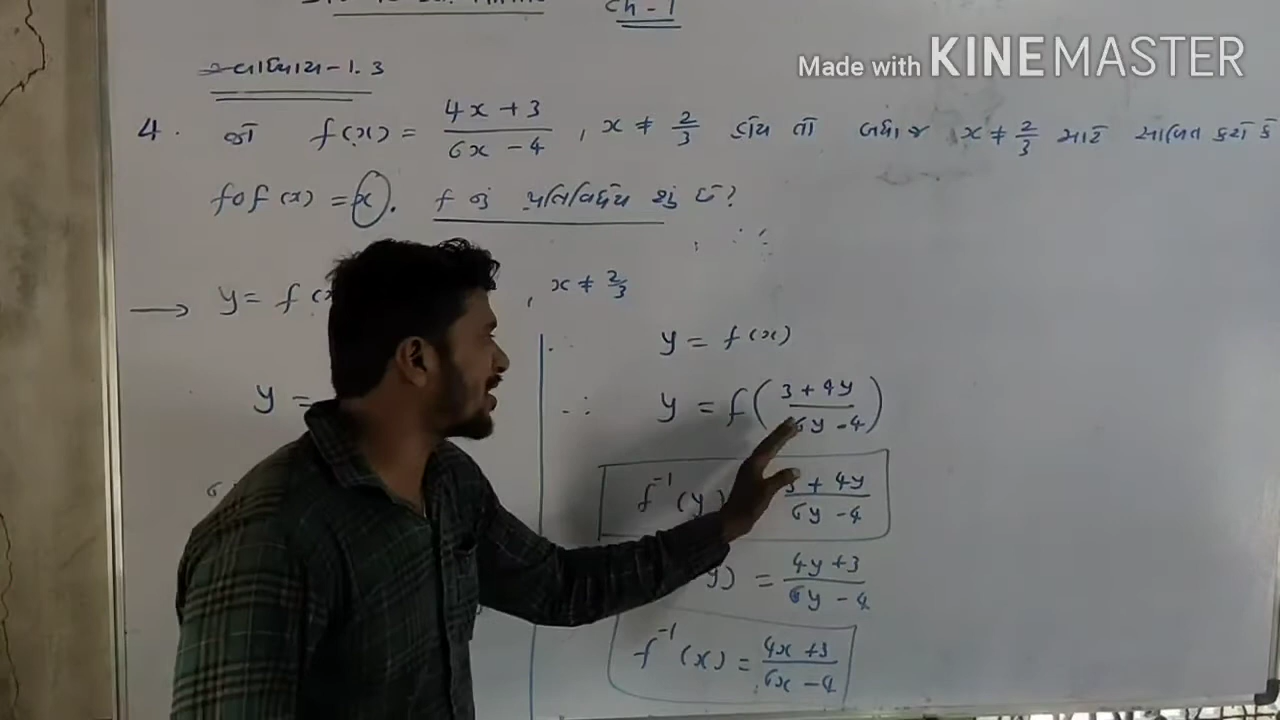 Ch - 1
Made with KINEMASTER
સ્વાધ્યાય - 1.3
4. જો f(x) = (4x + 3)/(6x - 4), x ≠ 2/3 હોય તો બધા જ x ≠ 2/3 માટે સાબિત કરો કે
fof(x) = x. f નું પ્રતિવિધેય શું છે?
→ y = f(x , x ≠ 2/3
∴ y = f(x)
y =
∴ y = f((3 + 4y)/(6y - 4))
f⁻¹(y) (3 + 4y)/(6y - 4)
y) = (4y + 3)/(6y - 4)
f⁻¹(x) = (4x + 3)/(6x - 4)